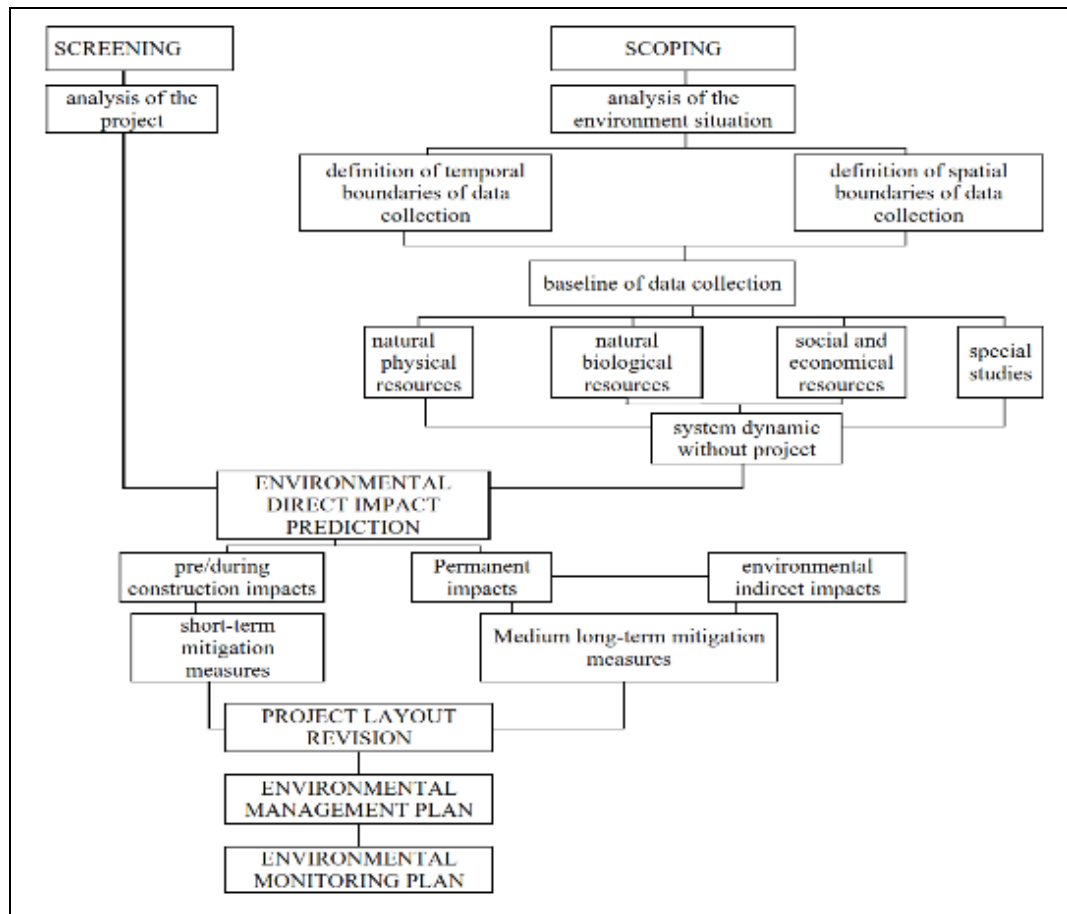 SCREENING
SCOPING
analysis of the
project
analysis of the
environment situation
definition of temporal
boundaries of data
collection
definition of spatial
boundaries of data
collection
baseline of data collection
natural
physical
resources
natural
biological
resources
social and
economical
resources
special
studies
system dynamic
without project
ENVIRONMENTAL
DIRECT IMPACT
PREDICTION
pre/during
construction impacts
Permanent
impacts
environmental
indirect impacts
short-term
mitigation
measures
Medium long-term mitigation
measures
PROJECT LAYOUT
REVISION
ENVIRONMENTAL
MANAGEMENT PLAN
ENVIRONMENTAL
MONITORING PLAN